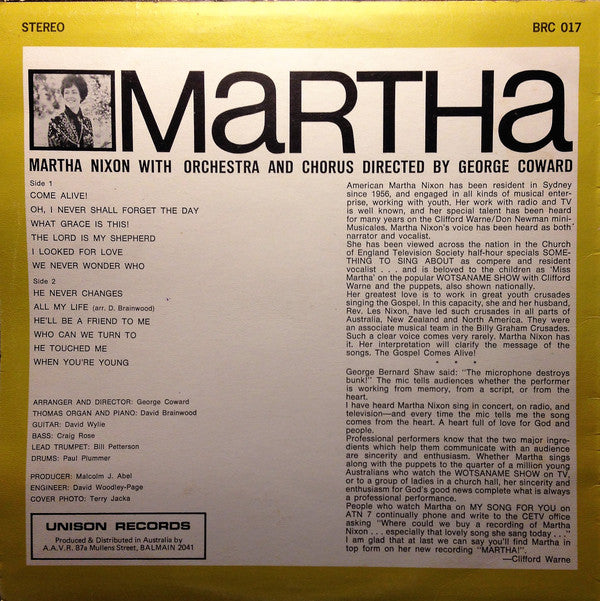 STEREO
BRC 017
MaRTHa
MARTHA NIXON WITH ORCHESTRA AND CHORUS DIRECTED BY GEORGE COWARD
Side 1
COME ALIVE!
OH, I NEVER SHALL FORGET THE DAY
WHAT GRACE IS THIS!
THE LORD IS MY SHEPHERD
I LOOKED FOR LOVE
WE NEVER WONDER WHO
Side 2
HE NEVER CHANGES
ALL MY LIFE (arr. D. Brainwood)
HE'LL BE A FRIEND TO ME
WHO CAN WE TURN TO
HE TOUCHED ME
WHEN YOU'RE YOUNG
ARRANGER AND DIRECTOR: George Coward
THOMAS ORGAN AND PIANO: David Brainwood
GUITAR: David Wylie
BASS: Craig Rose
LEAD TRUMPET: Bill Petterson
DRUMS: Paul Plummer
PRODUCER: Malcolm J. Abel
ENGINEER: David Woodley-Page
COVER PHOTO: Terry Jacka
UNISON RECORDS
Produced & Distributed in Australia by
A.A.V.R. 87a Mullens Street, BALMAIN 2041
American Martha Nixon has been resident in Sydney
since 1956, and engaged in all kinds of musical enter-
prise, working with youth. Her work with radio and TV
is well known, and her special talent has been heard
for many years on the Clifford Warne/Don Newman mini-
Musicales. Martha Nixon's voice has been heard as both
narrator and vocalist.
She has been viewed across the nation in the Church
of England Television Society half-hour specials SOME-
THING TO SING ABOUT as compere and resident
vocalist . . . and is beloved to the children as 'Miss
Martha' on the popular WOTSANAME SHOW with Clifford
Warne and the puppets, also shown nationally.
Her greatest love is to work in great youth crusades
singing the Gospel. In this capacity, she and her husband,
Rev. Les Nixon, have led such crusades in all parts of
Australia, New Zealand and North America. They were
an associate musical team in the Billy Graham Crusades.
Such a clear voice comes very rarely. Martha Nixon has
it. Her interpretation will clarify the message of the
songs. The Gospel Comes Alive!
* * *
George Bernard Shaw said: "The microphone destroys
bunk!" The mic tells audiences whether the performer
is working from memory, from a script, or from the
heart.
I have heard Martha Nixon sing in concert, on radio, and
television—and every time the mic tells me the song
comes from the heart. A heart full of love for God and
people.
Professional performers know that the two major ingre-
dients which help them communicate with an audience
are sincerity and enthusiasm. Whether Martha sings
along with the puppets to the quarter of a million young
Australians who watch the WOTSANAME SHOW on TV,
or to a group of ladies in a church hall, her sincerity and
enthusiasm for God's good news complete what is always
a professional performance.
People who watch Martha on MY SONG FOR YOU on
ATN 7 continually phone and write to the CETV office
asking "Where could we buy a recording of Martha
Nixon . . . especially that lovely song she sang today . . ."
I am glad that at last we can say you'll find Martha in
top form on her new recording "MARTHA!".
—Clifford Warne